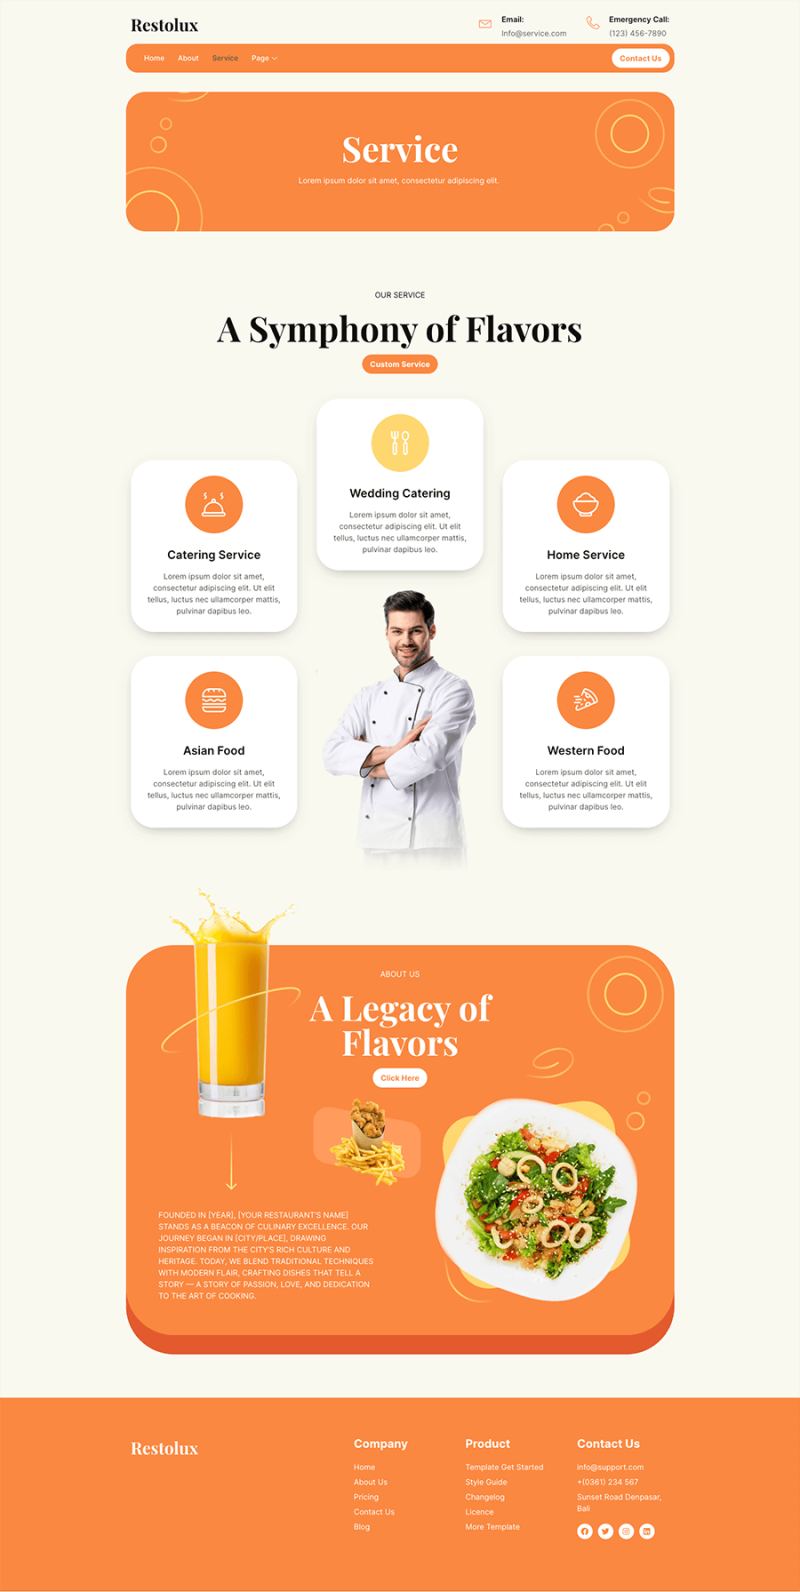 Restolux
Email:
Info@service.com
Emergency Call:
(123) 456-7890
Home
About
Service
Page
Contact Us
Service
Lorem ipsum dolor sit amet, consectetur adipiscing elit.
OUR SERVICE
A Symphony of Flavors
Custom Service
Wedding Catering
Lorem ipsum dolor sit amet,
consectetur adipiscing elit. Ut elit
tellus, luctus nec ullamcorper mattis,
pulvinar dapibus leo.
Catering Service
Lorem ipsum dolor sit amet,
consectetur adipiscing elit. Ut elit
tellus, luctus nec ullamcorper mattis,
pulvinar dapibus leo.
Home Service
Lorem ipsum dolor sit amet,
consectetur adipiscing elit. Ut elit
tellus, luctus nec ullamcorper mattis,
pulvinar dapibus leo.
Asian Food
Lorem ipsum dolor sit amet,
consectetur adipiscing elit. Ut elit
tellus, luctus nec ullamcorper mattis,
pulvinar dapibus leo.
Western Food
Lorem ipsum dolor sit amet,
consectetur adipiscing elit. Ut elit
tellus, luctus nec ullamcorper mattis,
pulvinar dapibus leo.
ABOUT US
A Legacy of
Flavors
Click Here
FOUNDED IN [YEAR], [YOUR RESTAURANT'S NAME]
STANDS AS A BEACON OF CULINARY EXCELLENCE. OUR
JOURNEY BEGAN IN [CITY/PLACE], DRAWING
INSPIRATION FROM THE CITY'S RICH CULTURE AND
HERITAGE. TODAY, WE BLEND TRADITIONAL TECHNIQUES
WITH MODERN FLAIR, CRAFTING DISHES THAT TELL A
STORY — A STORY OF PASSION, LOVE, AND DEDICATION
TO THE ART OF COOKING.
Restolux
Company
Home
About Us
Pricing
Contact Us
Blog
Product
Template Get Started
Style Guide
Changelog
Licence
More Template
Contact Us
info@support.com
+(0361) 234 567
Sunset Road Denpasar,
Bali